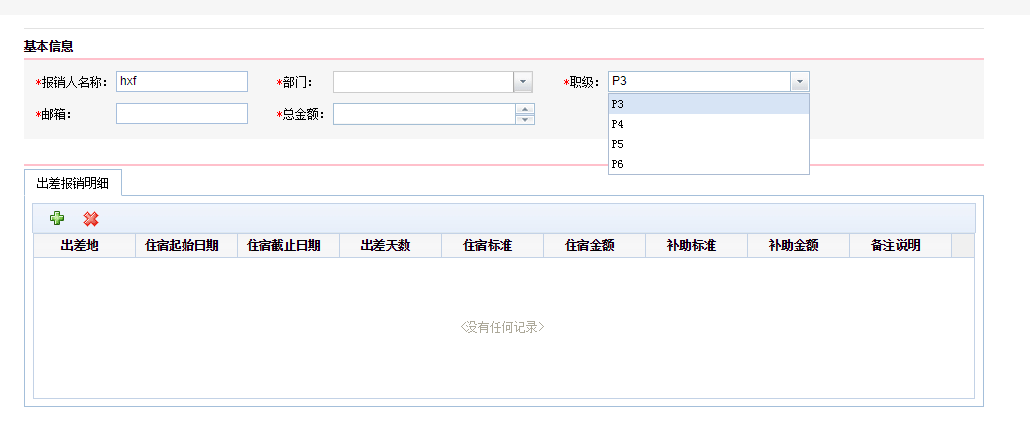 基本信息
*报销人名称： hxf *部门： *职级： P3
*邮箱： *总金额：
P3
P4
P5
P6
出差报销明细
出差地 住宿起始日期 住宿截止日期 出差天数 住宿标准 住宿金额 补助标准 补助金额 备注说明
<没有任何记录>